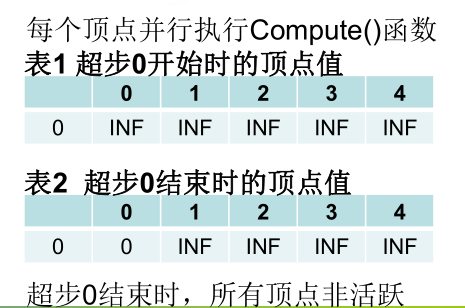 每个顶点并行执行Compute()函数
表1 超步0开始时的顶点值
0 1 2 3 4
0 INF INF INF INF INF
表2 超步0结束时的顶点值
0 1 2 3 4
0 0 INF INF INF INF
超步0结束时，所有顶点非活跃